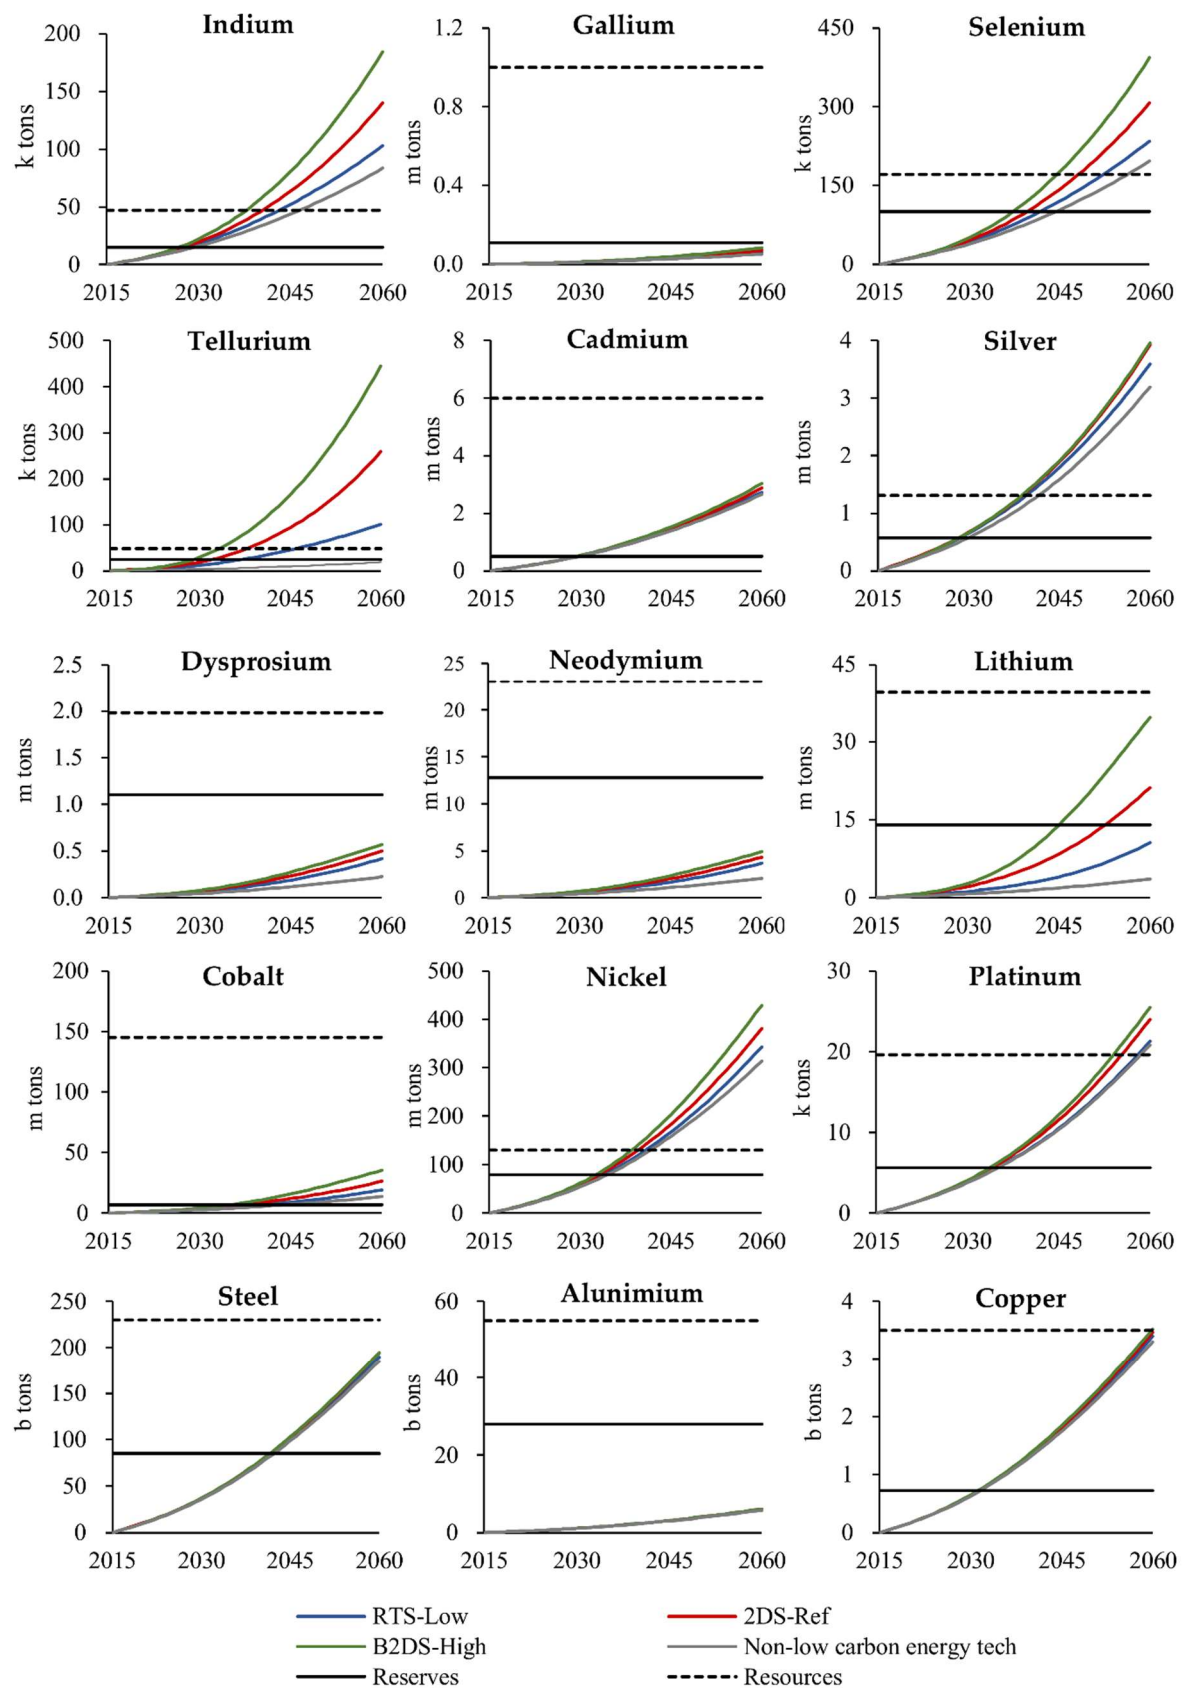 Indium
200
150
100
50
0
k tons
2015 2030 2045 2060
Gallium
1.2
0.8
0.4
0.0
m tons
2015 2030 2045 2060
Selenium
450
300
150
0
k tons
2015 2030 2045 2060
Tellurium
500
400
300
200
100
0
k tons
2015 2030 2045 2060
Cadmium
8
6
4
2
0
m tons
2015 2030 2045 2060
Silver
4
3
2
1
0
m tons
2015 2030 2045 2060
Dysprosium
2.5
2.0
1.5
1.0
0.5
0.0
m tons
2015 2030 2045 2060
Neodymium
25
20
15
10
5
0
m tons
2015 2030 2045 2060
Lithium
45
30
15
0
m tons
2015 2030 2045 2060
Cobalt
200
150
100
50
0
m tons
2015 2030 2045 2060
Nickel
500
400
300
200
100
0
m tons
2015 2030 2045 2060
Platinum
30
20
10
0
k tons
2015 2030 2045 2060
Steel
250
200
150
100
50
0
b tons
2015 2030 2045 2060
Alunimium
60
40
20
0
b tons
2015 2030 2045 2060
Copper
4
3
2
1
0
b tons
2015 2030 2045 2060
RTS-Low
2DS-Ref
B2DS-High
Non-low carbon energy tech
Reserves
Resources